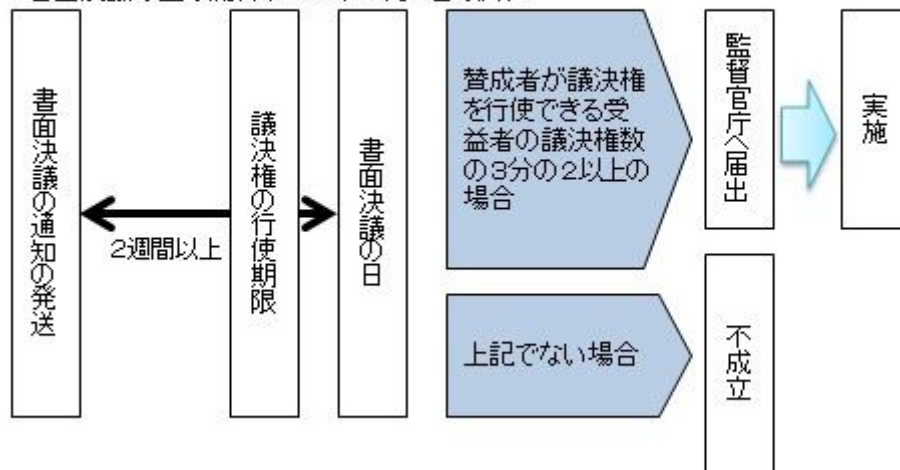 書面決議の通知の発送
2週間以上
議決権の行使期限
書面決議の日
賛成者が議決権
を行使できる受
益者の議決権数
の3分の2以上の
場合
監督官庁へ届出
実施
上記でない場合
不成立